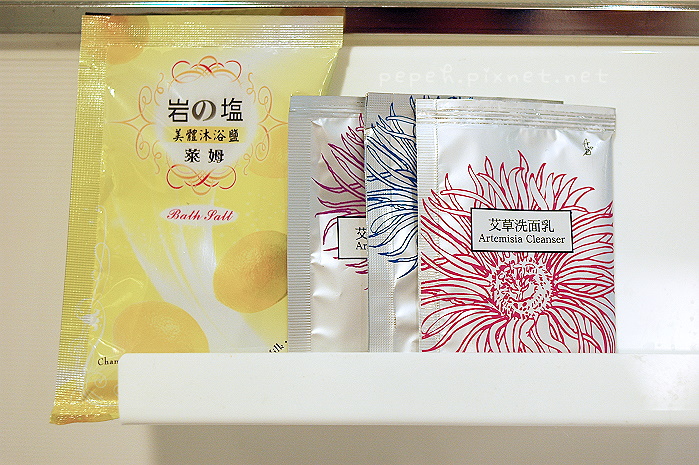 pepeh.pixnet.net
岩の塩
美體沐浴鹽
萊姆
Bath Salt
艾草洗面乳
Artemisia Cleanser